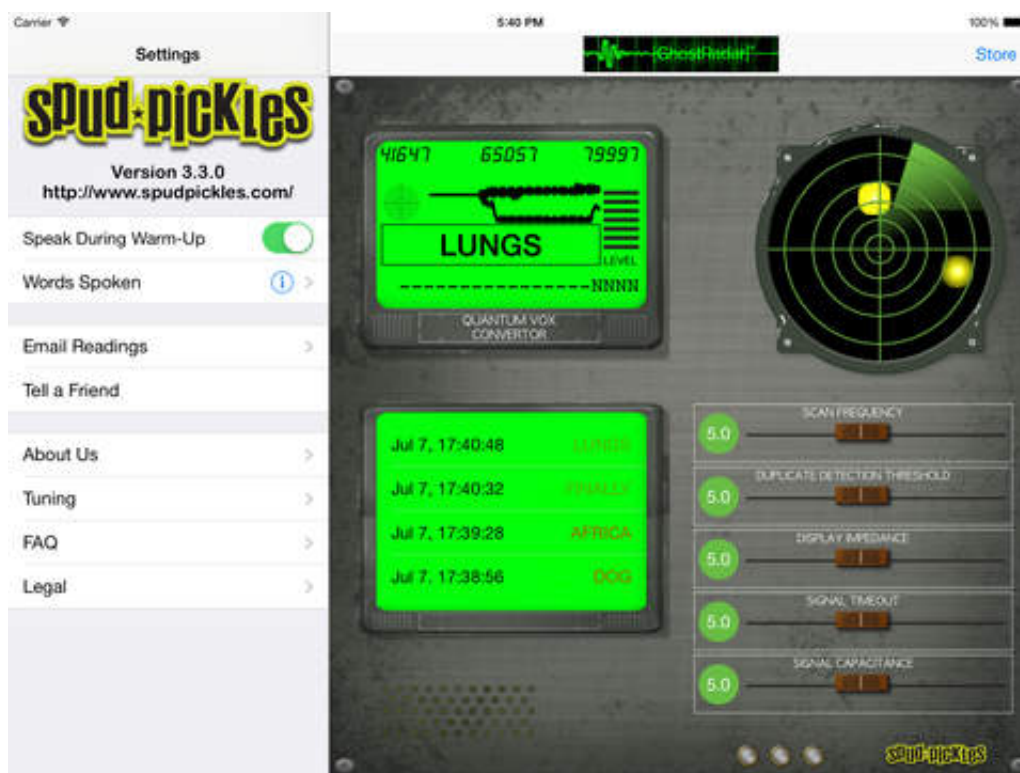 Carrier
5:40 PM
100%
Settings
GhostRadar
Store
SPUD★PICKLES
Version 3.3.0
http://www.spudpickles.com/
Speak During Warm-Up
Words Spoken
Email Readings
Tell a Friend
About Us
Tuning
FAQ
Legal
41647 65057 79997
LUNGS
LEVEL
--------------------NNNN
QUANTUM VOX
CONVERTOR
Jul 7, 17:40:48 LUNGS
Jul 7, 17:40:32 FINALLY
Jul 7, 17:39:28 AFRICA
Jul 7, 17:38:56 DOG
SCAN FREQUENCY
5.0
DUPLICATE DETECTION THRESHOLD
5.0
DISPLAY IMPEDANCE
5.0
SIGNAL TIMEOUT
5.0
SIGNAL CAPACITANCE
5.0
SPUD★PICKLES